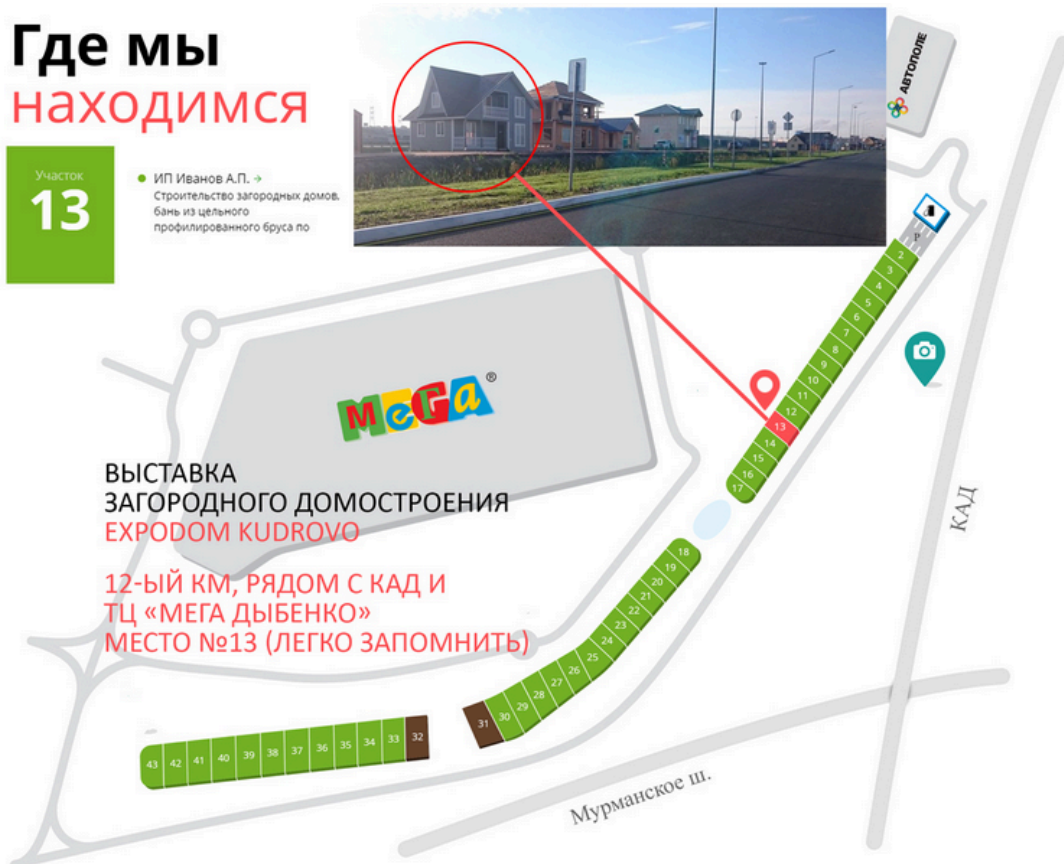 Где мы
находимся
Участок
13
ИП Иванов А.П. →
Строительство загородных домов,
бань из цельного
профилированного бруса по
АВТОПОЛЕ
P
2
3
4
5
6
7
8
9
10
11
12
13
14
15
16
17
МЕГА®
КАД
ВЫСТАВКА
ЗАГОРОДНОГО ДОМОСТРОЕНИЯ
EXPODOM KUDROVO
12-ЫЙ КМ, РЯДОМ С КАД И
ТЦ «МЕГА ДЫБЕНКО»
МЕСТО №13 (ЛЕГКО ЗАПОМНИТЬ)
18
19
20
21
22
23
24
25
26
27
28
29
30
31
32
33
34
35
36
37
38
39
40
41
42
43
Мурманское ш.